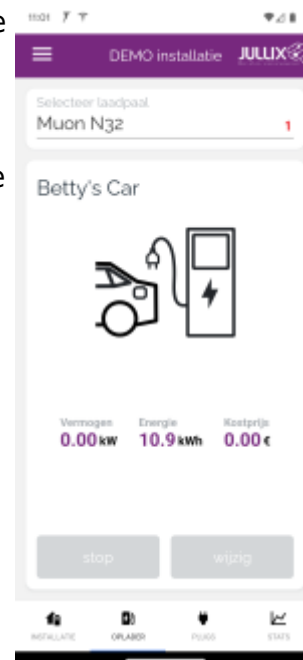 e
11:01
DEMO installatie JULLIX
Selecteer laadpaal
Muon N32 1
e
Betty's Car
Vermogen Energie Kostprijs
0.00 kW 10.9 kWh 0.00 €
stop wijzig
INSTALLATIE OPLADER PLUGS STATS